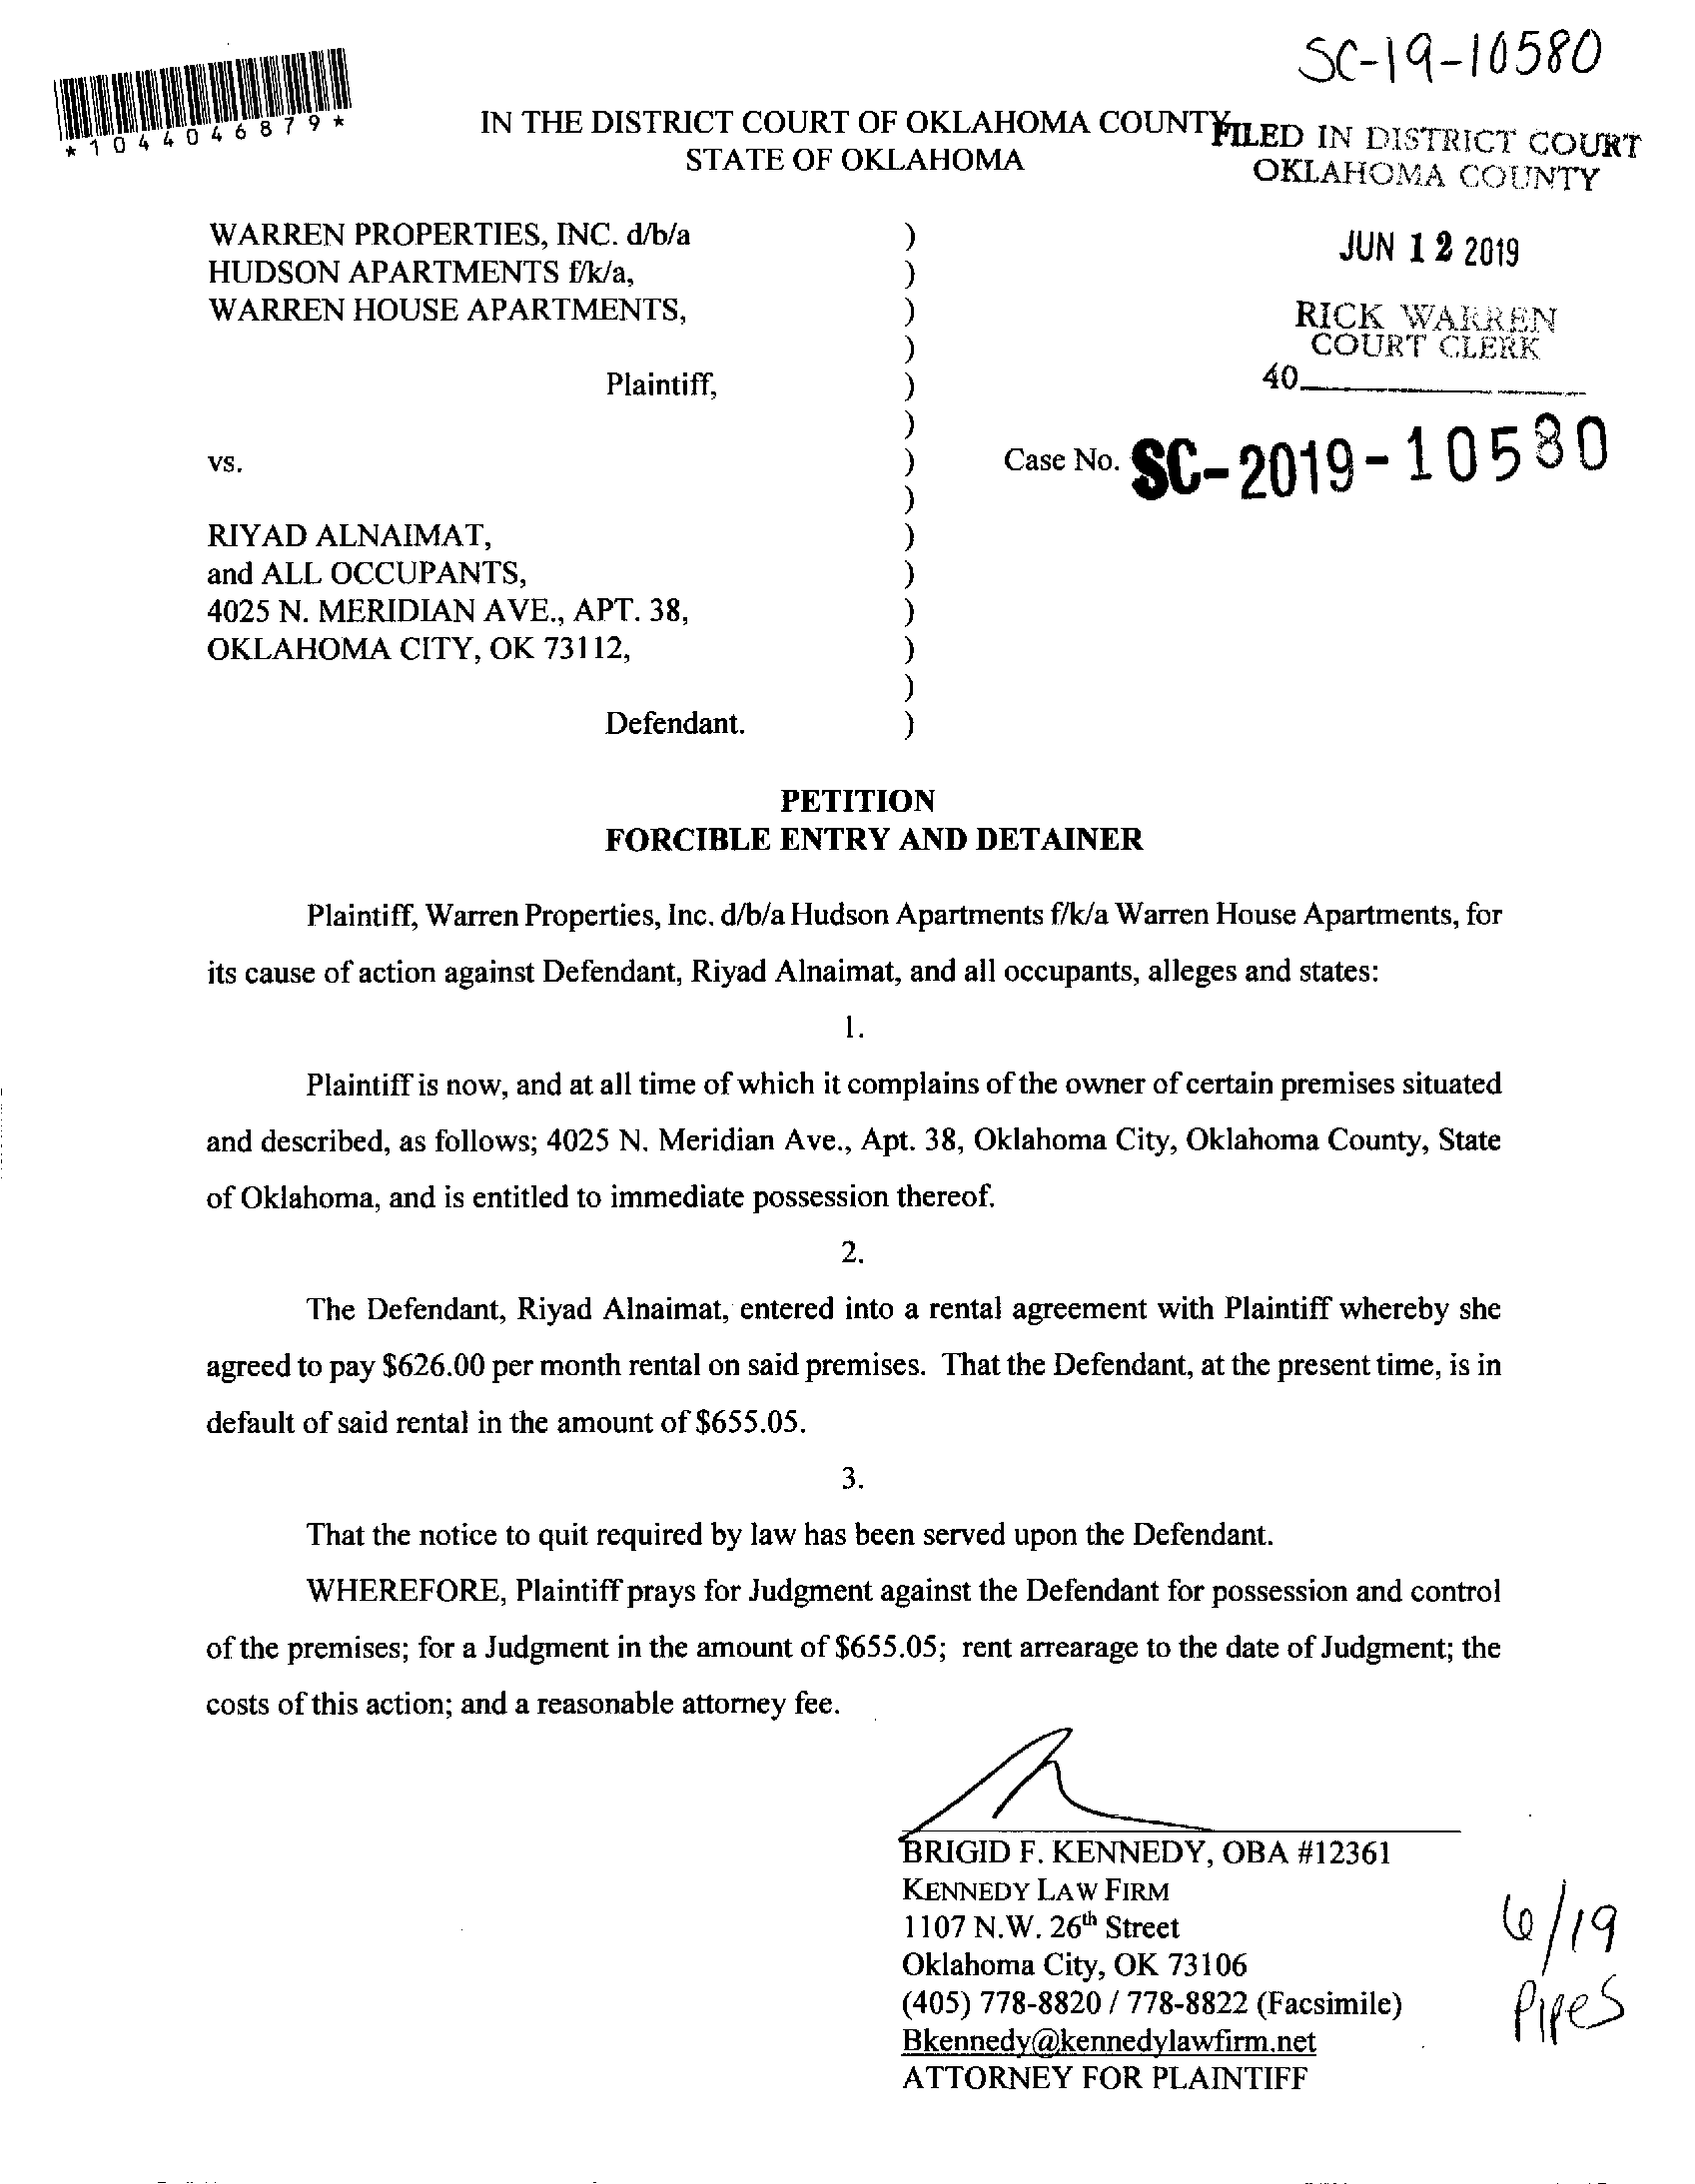 SC-19-10580
*1044046879*
IN THE DISTRICT COURT OF OKLAHOMA COUNTY
STATE OF OKLAHOMA
FILED IN DISTRICT COURT
OKLAHOMA COUNTY
JUN 12 2019
RICK WARREN
COURT CLERK
40
WARREN PROPERTIES, INC. d/b/a )
HUDSON APARTMENTS f/k/a, )
WARREN HOUSE APARTMENTS, )
)
Plaintiff, )
)
vs. ) Case No. SC-2019-10580
)
RIYAD ALNAIMAT, )
and ALL OCCUPANTS, )
4025 N. MERIDIAN AVE., APT. 38, )
OKLAHOMA CITY, OK 73112, )
)
Defendant. )
PETITION
FORCIBLE ENTRY AND DETAINER
Plaintiff, Warren Properties, Inc. d/b/a Hudson Apartments f/k/a Warren House Apartments, for
its cause of action against Defendant, Riyad Alnaimat, and all occupants, alleges and states:
1.
Plaintiff is now, and at all time of which it complains of the owner of certain premises situated
and described, as follows; 4025 N. Meridian Ave., Apt. 38, Oklahoma City, Oklahoma County, State
of Oklahoma, and is entitled to immediate possession thereof.
2.
The Defendant, Riyad Alnaimat, entered into a rental agreement with Plaintiff whereby she
agreed to pay $626.00 per month rental on said premises. That the Defendant, at the present time, is in
default of said rental in the amount of $655.05.
3.
That the notice to quit required by law has been served upon the Defendant.
WHEREFORE, Plaintiff prays for Judgment against the Defendant for possession and control
of the premises; for a Judgment in the amount of $655.05; rent arrearage to the date of Judgment; the
costs of this action; and a reasonable attorney fee.
BRIGID F. KENNEDY, OBA #12361
KENNEDY LAW FIRM
1107 N.W. 26th Street
Oklahoma City, OK 73106
(405) 778-8820 / 778-8822 (Facsimile)
Bkennedy@kennedylawfirm.net
ATTORNEY FOR PLAINTIFF
6/19
Pipes